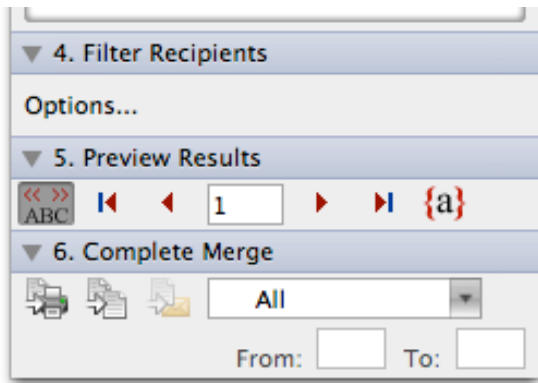 4. Filter Recipients
Options...
5. Preview Results
<< >>
ABC
1
{a}
6. Complete Merge
All
From:
To: